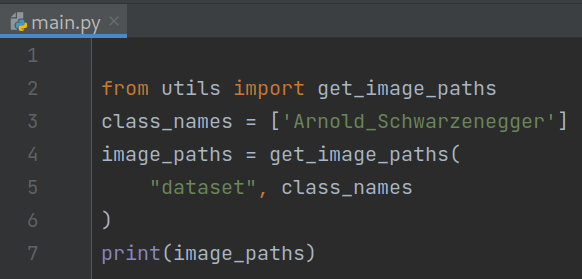 main.py
1
2 from utils import get_image_paths
3 class_names = ['Arnold_Schwarzenegger']
4 image_paths = get_image_paths(
5     "dataset", class_names
6 )
7 print(image_paths)